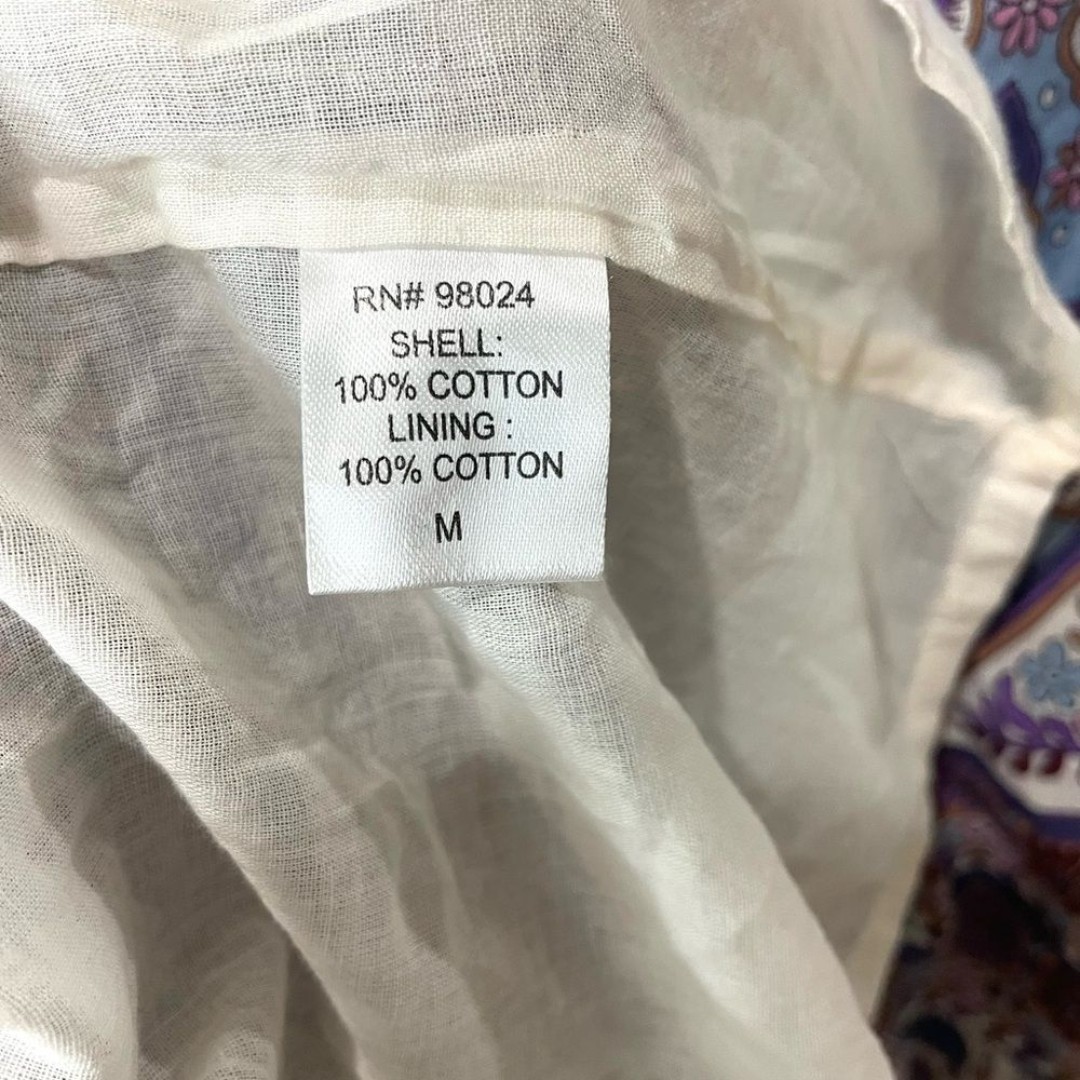 RN# 98024
SHELL:
100% COTTON
LINING :
100% COTTON
M